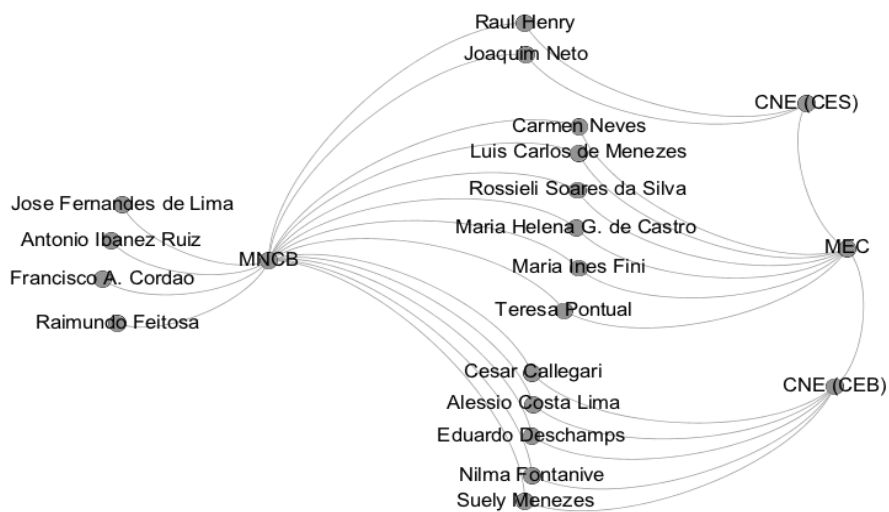 Raul Henry
Joaquim Neto
CNE (CES)
Carmen Neves
Luis Carlos de Menezes
Rossieli Soares da Silva
Jose Fernandes de Lima
Maria Helena G. de Castro
Antonio Ibanez Ruiz
MEC
MNCB
Maria Ines Fini
Francisco A. Cordao
Teresa Pontual
Raimundo Feitosa
Cesar Callegari
CNE (CEB)
Alessio Costa Lima
Eduardo Deschamps
Nilma Fontanive
Suely Menezes